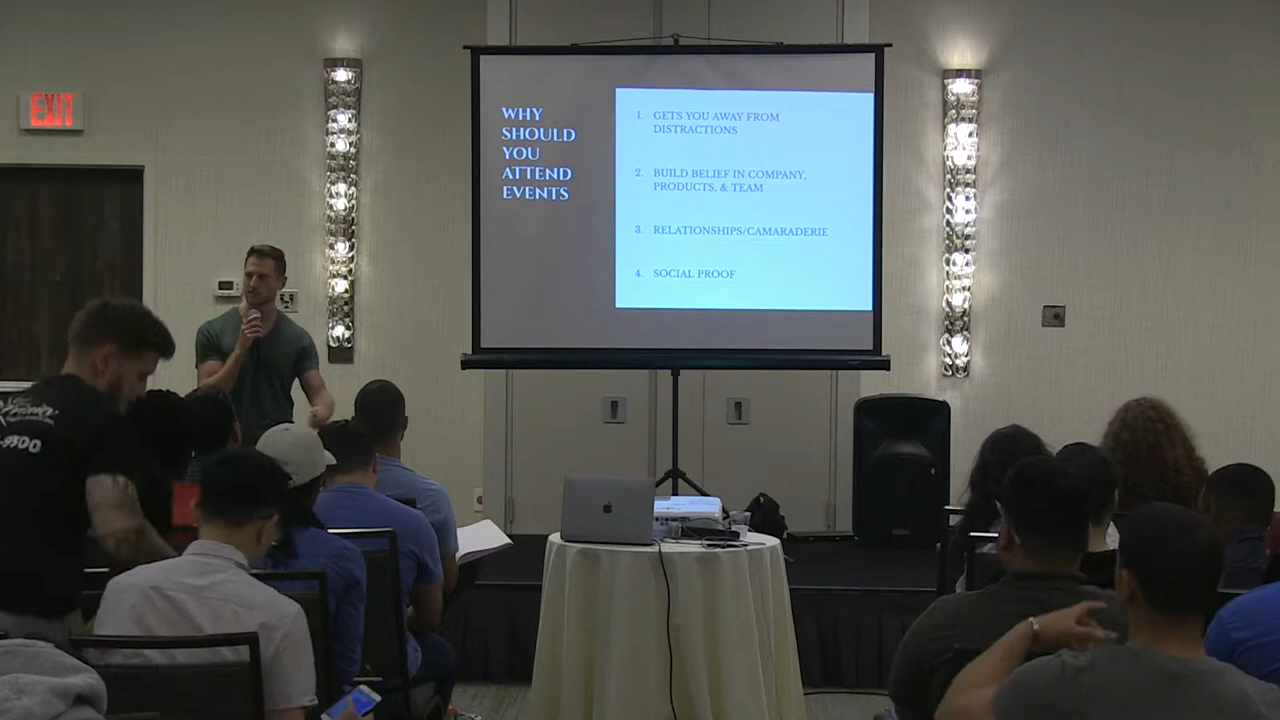 EXIT
WHY
SHOULD
YOU
ATTEND
EVENTS
1. GETS YOU AWAY FROM
DISTRACTIONS
2. BUILD BELIEF IN COMPANY,
PRODUCTS, & TEAM
3. RELATIONSHIPS/CAMARADERIE
4. SOCIAL PROOF
-9300